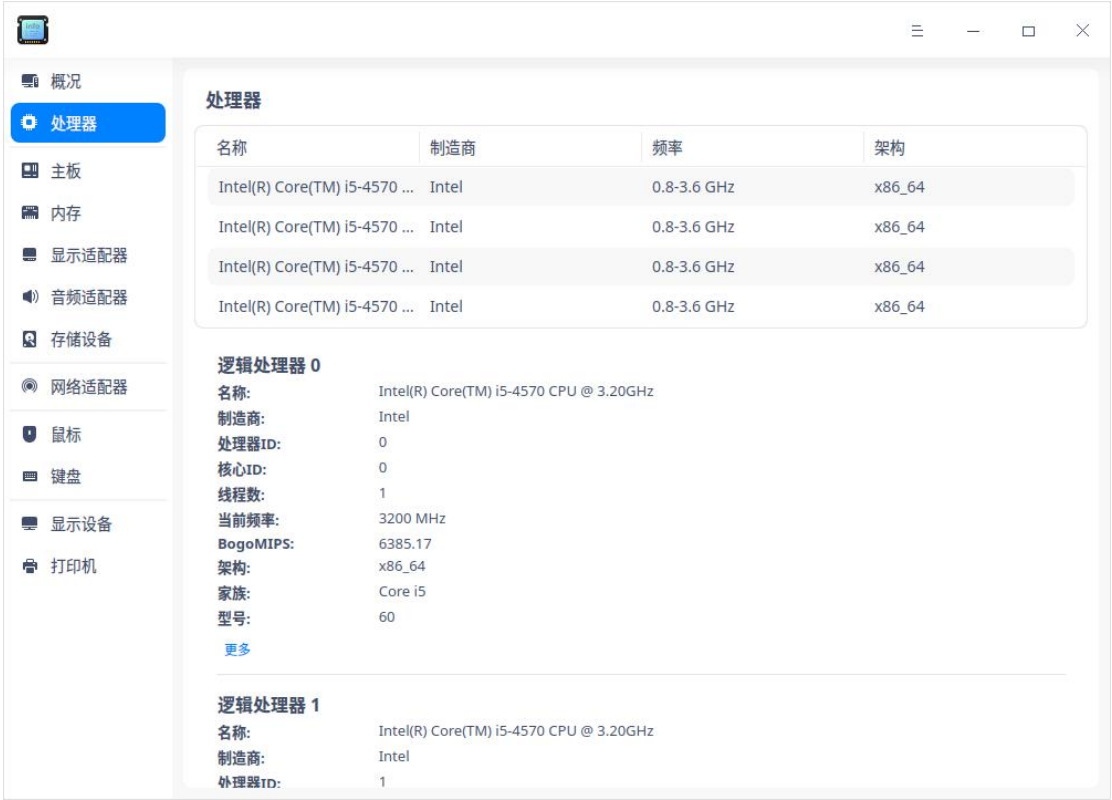 概况
处理器
主板
内存
显示适配器
音频适配器
存储设备
网络适配器
鼠标
键盘
显示设备
打印机
处理器
名称 制造商 频率 架构
Intel(R) Core(TM) i5-4570 ... Intel 0.8-3.6 GHz x86_64
Intel(R) Core(TM) i5-4570 ... Intel 0.8-3.6 GHz x86_64
Intel(R) Core(TM) i5-4570 ... Intel 0.8-3.6 GHz x86_64
Intel(R) Core(TM) i5-4570 ... Intel 0.8-3.6 GHz x86_64
逻辑处理器 0
名称: Intel(R) Core(TM) i5-4570 CPU @ 3.20GHz
制造商: Intel
处理器ID: 0
核心ID: 0
线程数: 1
当前频率: 3200 MHz
BogoMIPS: 6385.17
架构: x86_64
家族: Core i5
型号: 60
更多
逻辑处理器 1
名称: Intel(R) Core(TM) i5-4570 CPU @ 3.20GHz
制造商: Intel
处理器ID: 1